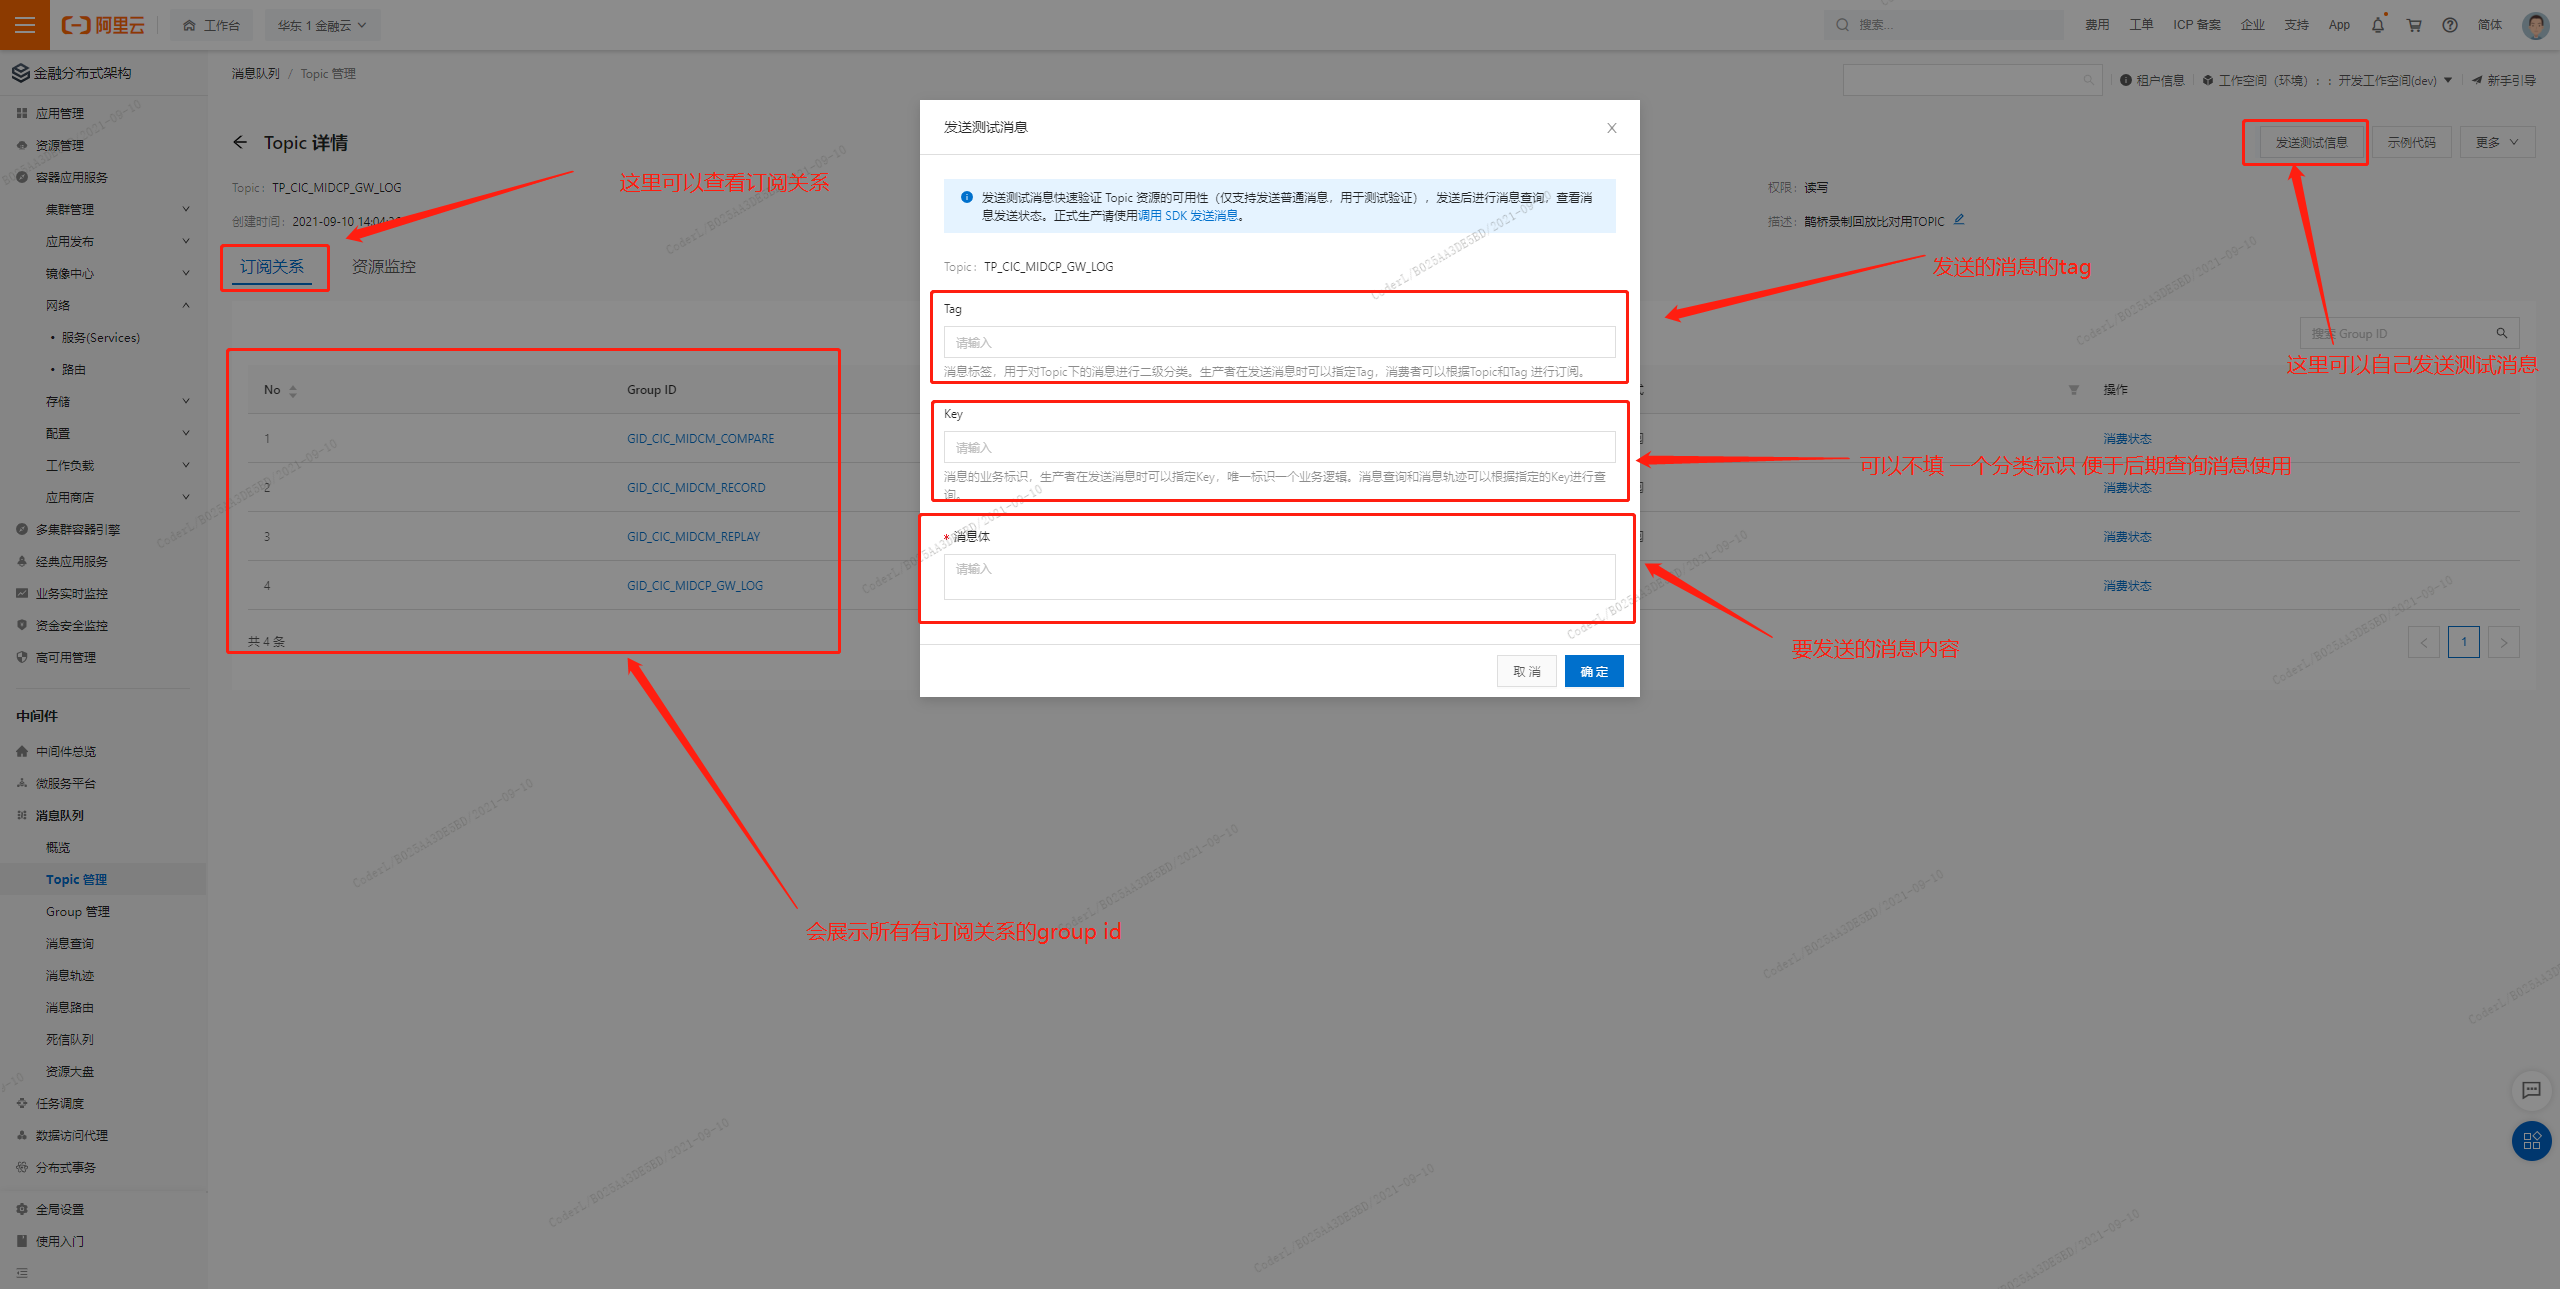 阿里云
工作台
华东 1 金融云
搜索...
费用
工单
ICP 备案
企业
支持
App
简体
金融分布式架构
消息队列 / Topic 管理
租户信息
工作空间（环境）：：开发工作空间(dev)
新手引导
应用管理
资源管理
容器应用服务
集群管理
应用发布
镜像中心
网络
服务(Services)
路由
存储
配置
工作负载
应用商店
多集群容器引擎
经典应用服务
业务实时监控
资金安全监控
高可用管理
中间件
中间件总览
微服务平台
消息队列
概览
Topic 管理
Group 管理
消息查询
消息轨迹
消息路由
死信队列
资源大盘
任务调度
数据访问代理
分布式事务
全局设置
使用入门
Topic 详情
发送测试信息
示例代码
更多
Topic：TP_CIC_MIDCP_GW_LOG
权限：读写
创建时间：2021-09-10 14:04:
描述：鹊桥录制回放比对用TOPIC
这里可以查看订阅关系
订阅关系
资源监控
搜索 Group ID
这里可以自己发送测试消息
No
Group ID
操作
1
GID_CIC_MIDCM_COMPARE
消费状态
2
GID_CIC_MIDCM_RECORD
消费状态
3
GID_CIC_MIDCM_REPLAY
消费状态
4
GID_CIC_MIDCP_GW_LOG
消费状态
共 4 条
1
会展示所有有订阅关系的group id
发送测试消息
发送测试消息快速验证 Topic 资源的可用性（仅支持发送普通消息，用于测试验证），发送后进行消息查询，查看消
息发送状态。正式生产请使用调用 SDK 发送消息。
Topic：TP_CIC_MIDCP_GW_LOG
Tag
请输入
消息标签，用于对Topic下的消息进行二级分类。生产者在发送消息时可以指定Tag，消费者可以根据Topic和Tag 进行订阅。
发送的消息的tag
Key
请输入
消息的业务标识，生产者在发送消息时可以指定Key，唯一标识一个业务逻辑。消息查询和消息轨迹可以根据指定的Key进行查
询。
可以不填 一个分类标识 便于后期查询消息使用
* 消息体
请输入
要发送的消息内容
取 消
确 定